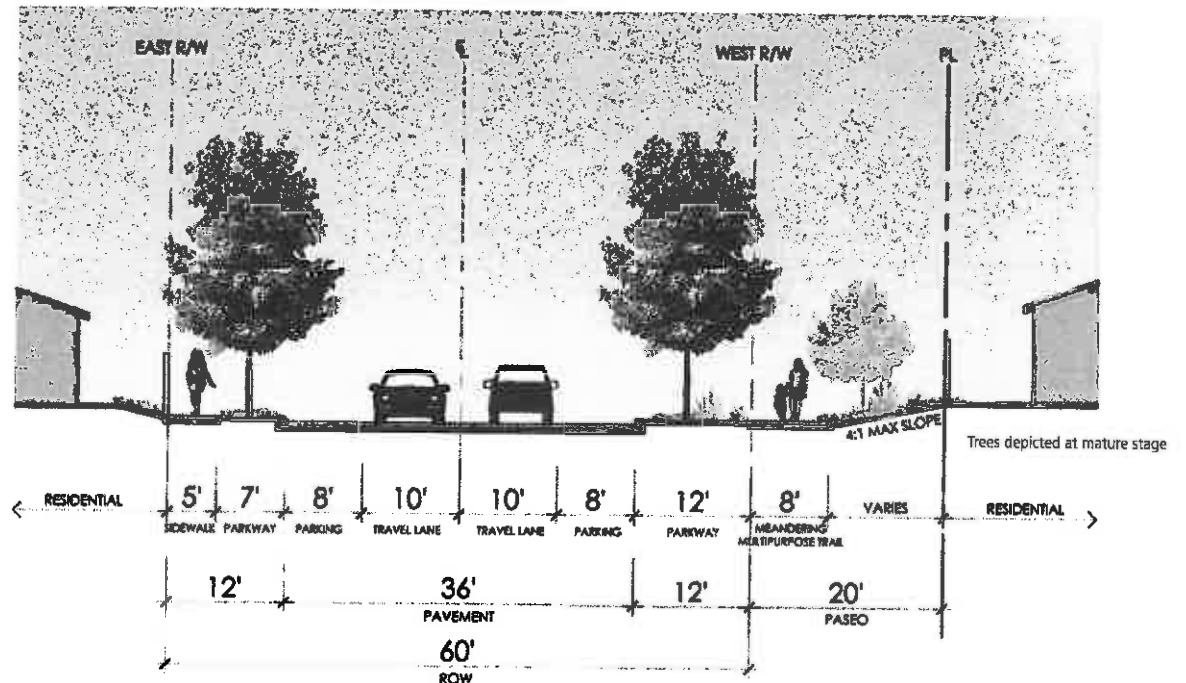 EAST R/W
℄
WEST R/W
PL
4:1 MAX SLOPE
Trees depicted at mature stage
RESIDENTIAL
5'
SIDEWALK
7'
PARKWAY
8'
PARKING
10'
TRAVEL LANE
10'
TRAVEL LANE
8'
PARKING
12'
PARKWAY
8'
MEANDERING
MULTIPURPOSE TRAIL
VARIES
RESIDENTIAL
12'
36'
PAVEMENT
12'
20'
PASEO
60'
ROW